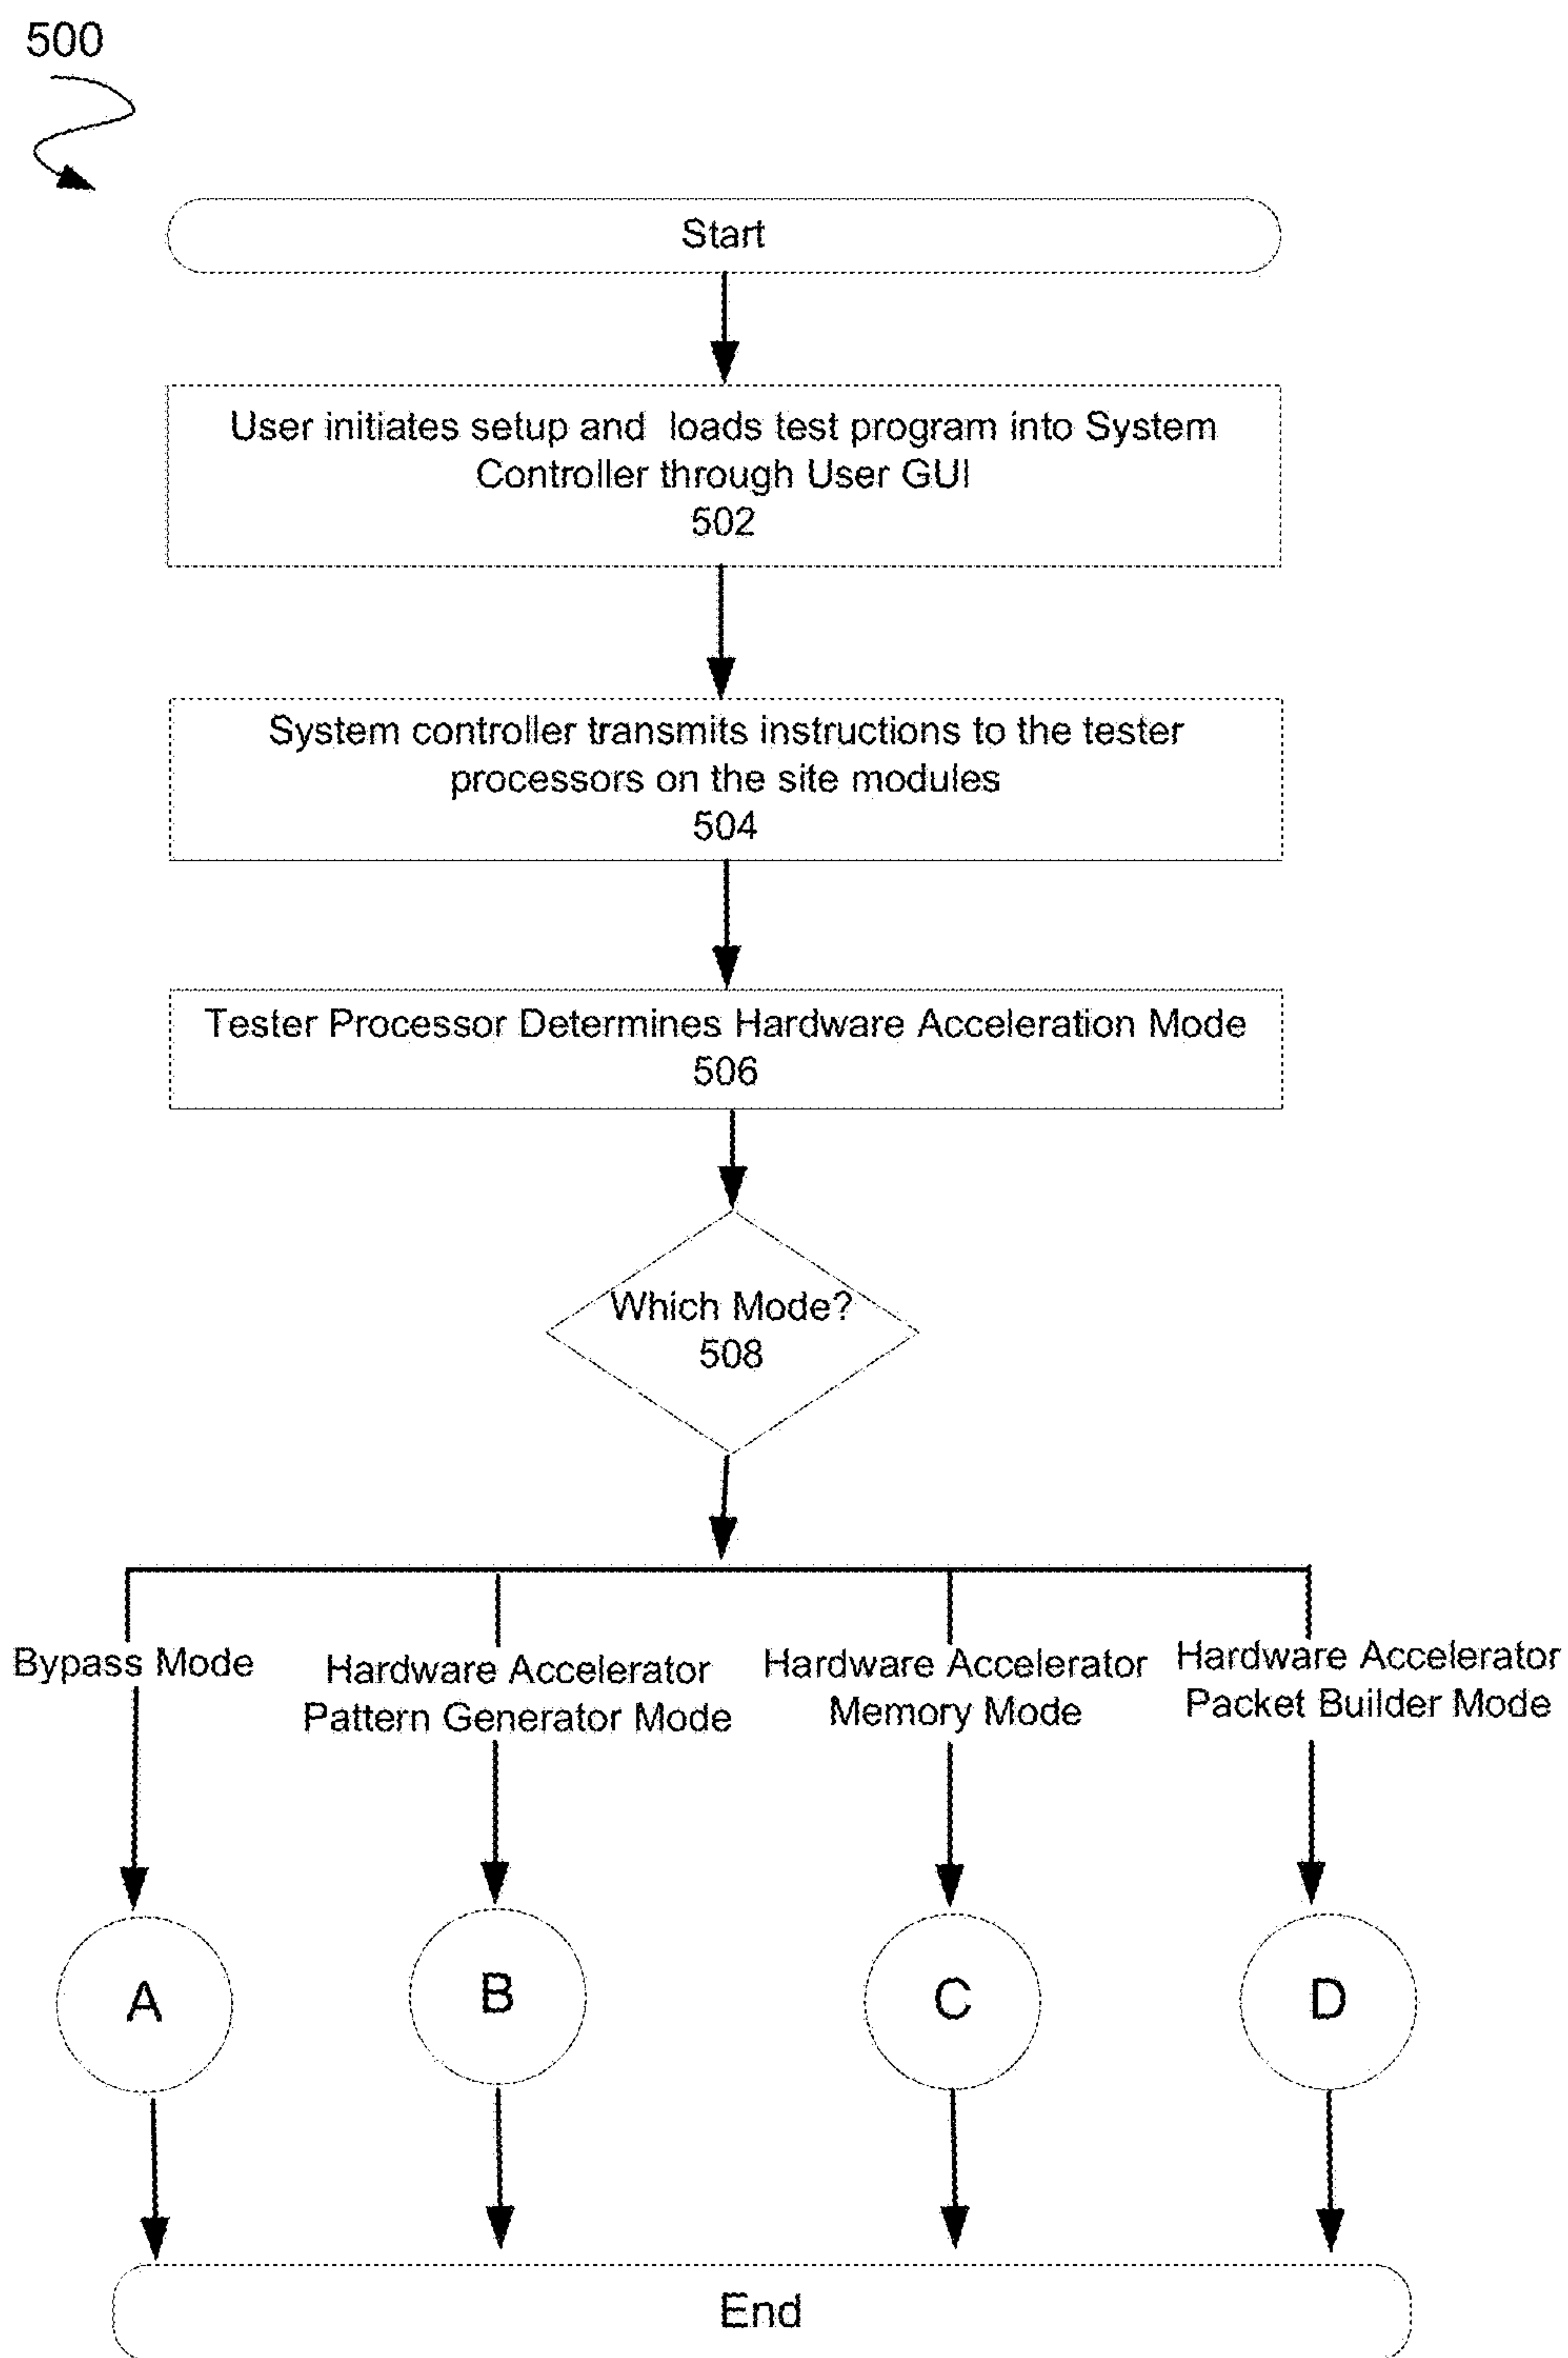 500
Start
User initiates setup and loads test program into System
Controller through User GUI
502
System controller transmits instructions to the tester
processors on the site modules
504
Tester Processor Determines Hardware Acceleration Mode
506
Which Mode?
508
Bypass Mode
Hardware Accelerator
Pattern Generator Mode
Hardware Accelerator
Memory Mode
Hardware Accelerator
Packet Builder Mode
A
B
C
D
End